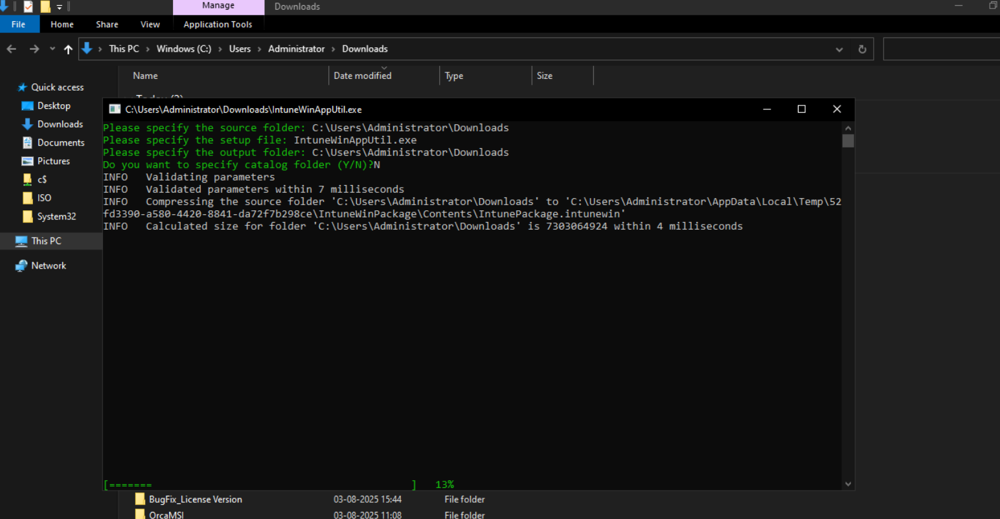 Manage
Downloads
File Home Share View Application Tools
This PC Windows (C:) Users Administrator Downloads
Name Date modified Type Size
Quick access
Desktop
Downloads
Documents
Pictures
c$
ISO
System32
This PC
Network
Today (3)
C:\Users\Administrator\Downloads\IntuneWinAppUtil.exe
Please specify the source folder: C:\Users\Administrator\Downloads
Please specify the setup file: IntuneWinAppUtil.exe
Please specify the output folder: C:\Users\Administrator\Downloads
Do you want to specify catalog folder (Y/N)?N
INFO Validating parameters
INFO Validated parameters within 7 milliseconds
INFO Compressing the source folder 'C:\Users\Administrator\Downloads' to 'C:\Users\Administrator\AppData\Local\Temp\52
fd3390-a580-4420-8841-da72f7b298ce\IntuneWinPackage\Contents\IntunePackage.intunewin'
INFO Calculated size for folder 'C:\Users\Administrator\Downloads' is 7303064924 within 4 milliseconds
[======= ] 13%
BugFix_License Version 03-08-2025 15:44 File folder
OrcaMSI 03-08-2025 11:08 File folder